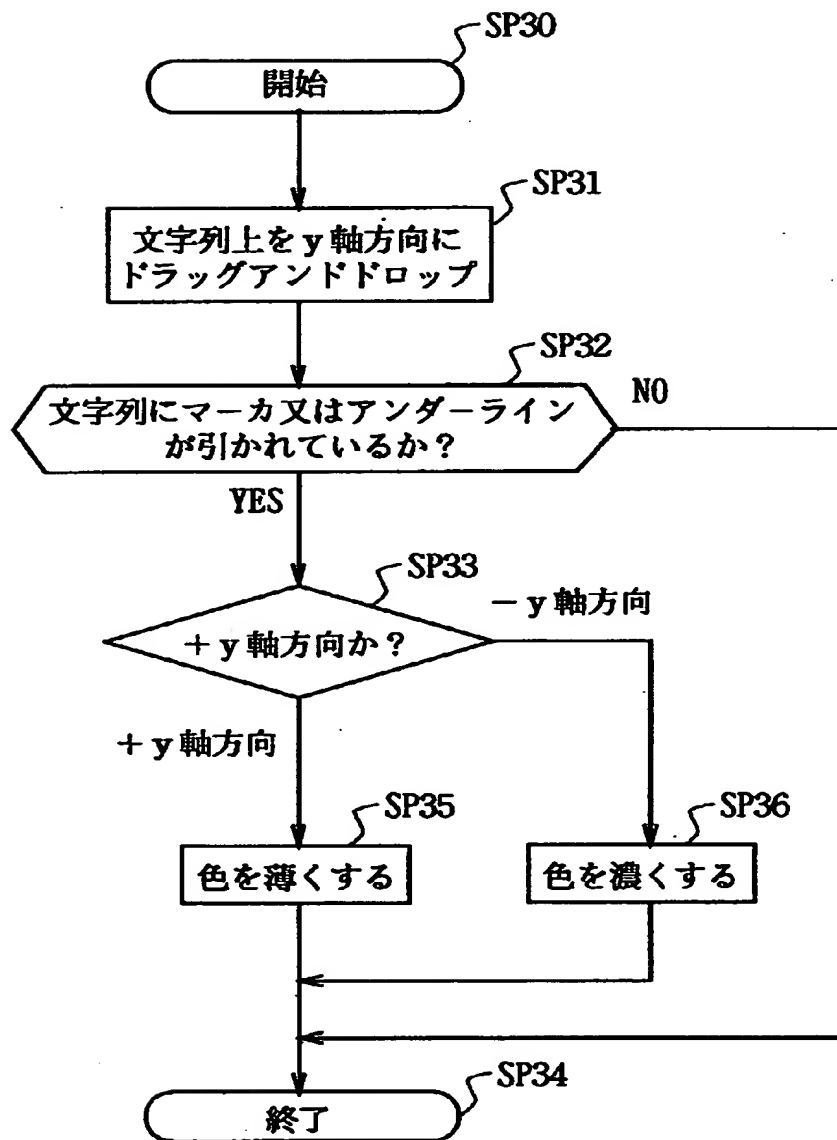 SP30
開始
SP31
文字列上をy軸方向に
ドラッグアンドドロップ
SP32
文字列にマーカ又はアンダーライン
が引かれているか？
NO
YES
SP33
＋y軸方向か？
－y軸方向
＋y軸方向
SP35
色を薄くする
SP36
色を濃くする
SP34
終了